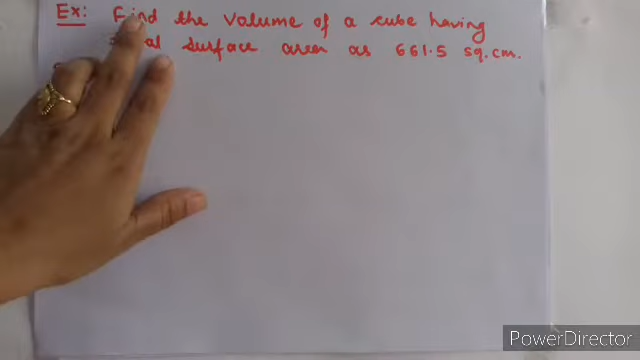 Ex: Find the volume of a cube having
surface area as 661.5 sq.cm.
PowerDirector